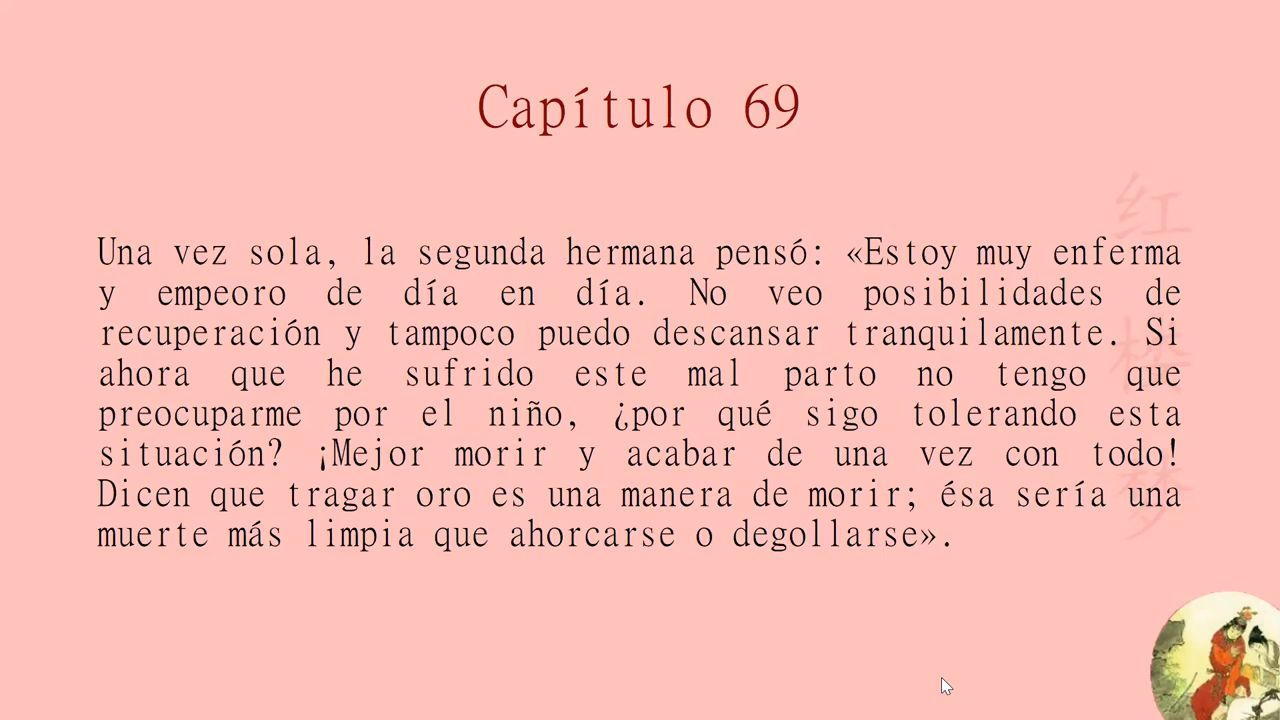 Capítulo 69
Una vez sola, la segunda hermana pensó: «Estoy muy enferma
y empeoro de día en día. No veo posibilidades de
recuperación y tampoco puedo descansar tranquilamente. Si
ahora que he sufrido este mal parto no tengo que
preocuparme por el niño, ¿por qué sigo tolerando esta
situación? ¡Mejor morir y acabar de una vez con todo!
Dicen que tragar oro es una manera de morir; ésa sería una
muerte más limpia que ahorcarse o degollarse».
红
楼
梦